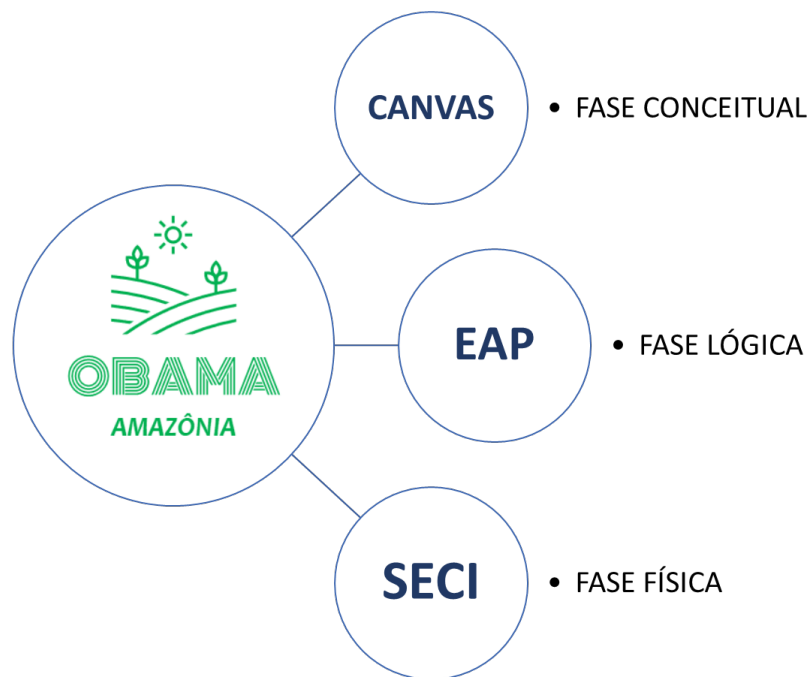 CANVAS
• FASE CONCEITUAL
OBAMA
AMAZÔNIA
EAP
• FASE LÓGICA
SECI
• FASE FÍSICA